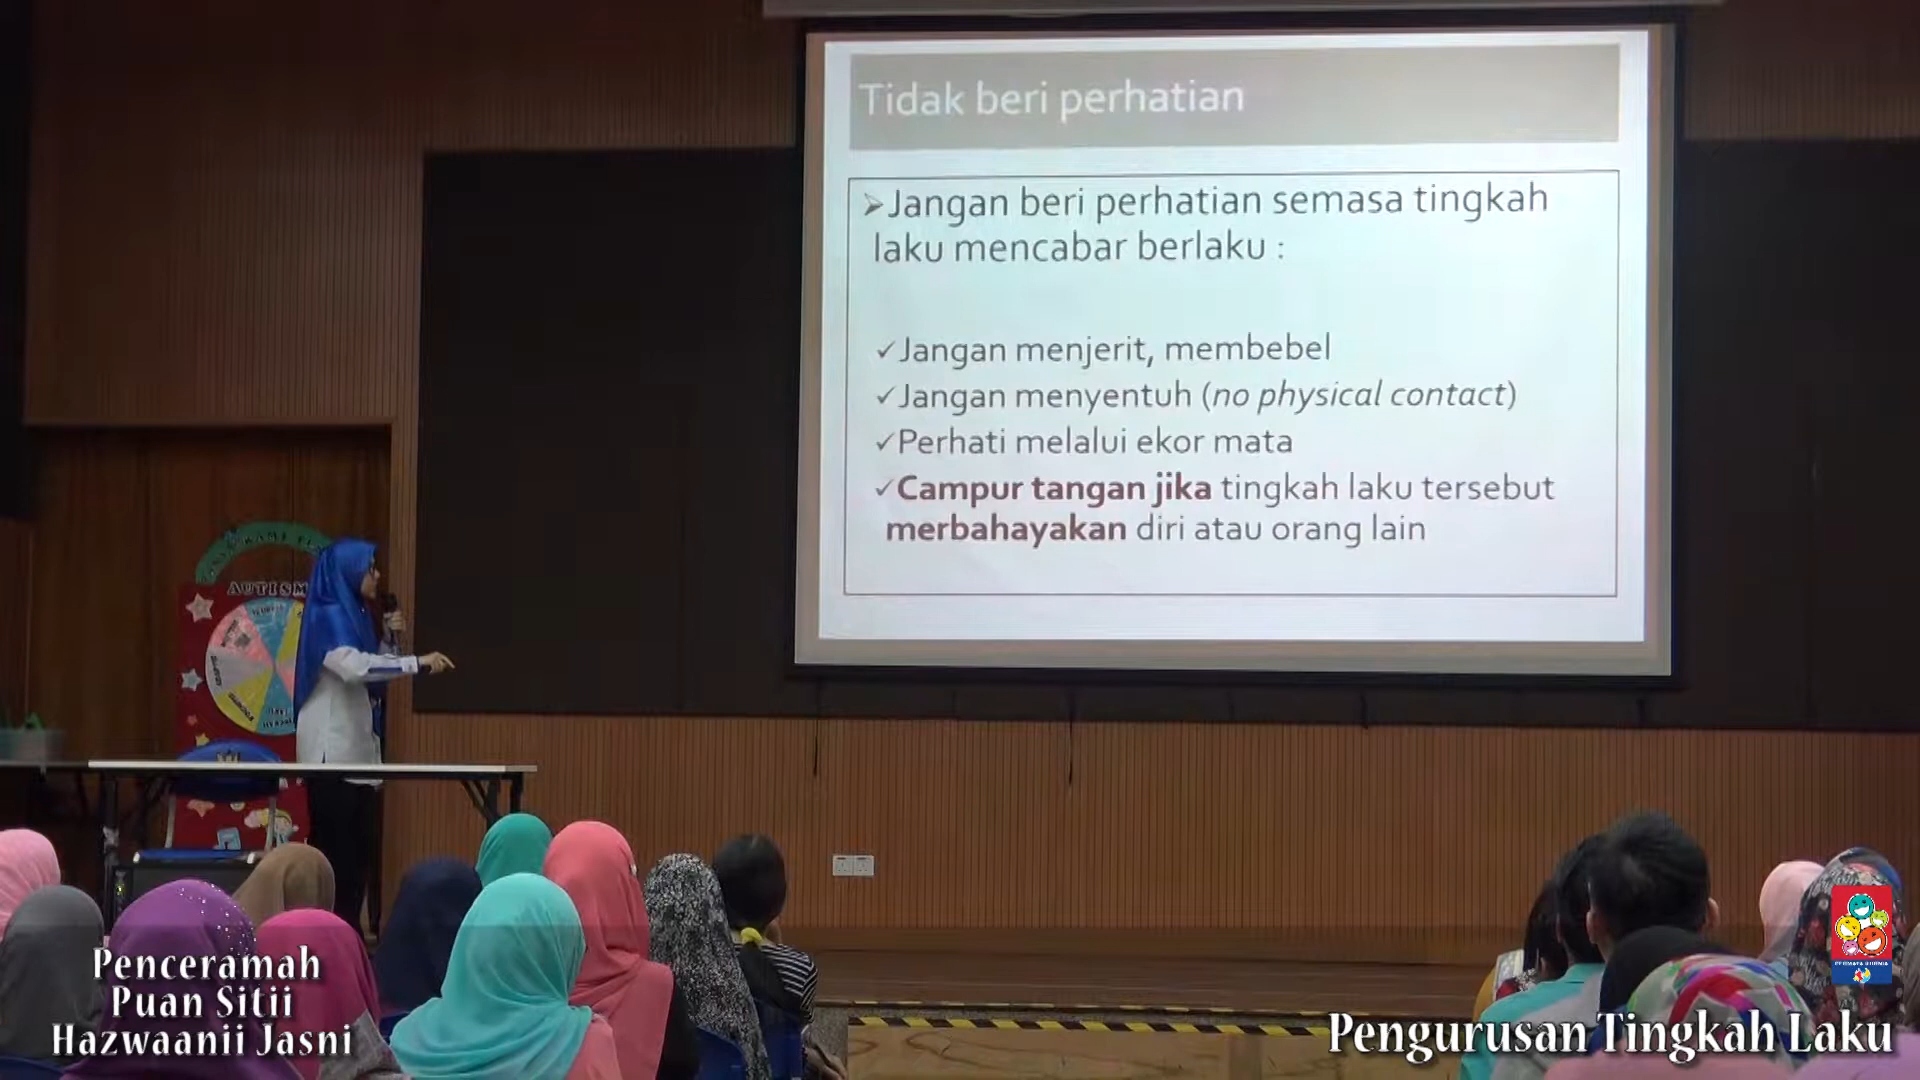 Tidak beri perhatian
➢Jangan beri perhatian semasa tingkah
laku mencabar berlaku :
✓Jangan menjerit, membebel
✓Jangan menyentuh (no physical contact)
✓Perhati melalui ekor mata
✓Campur tangan jika tingkah laku tersebut
merbahayakan diri atau orang lain
AUTISM
Penceramah
Puan Sitii
Hazwaanii Jasni
PERMATA KURNIA
Pengurusan Tingkah Laku